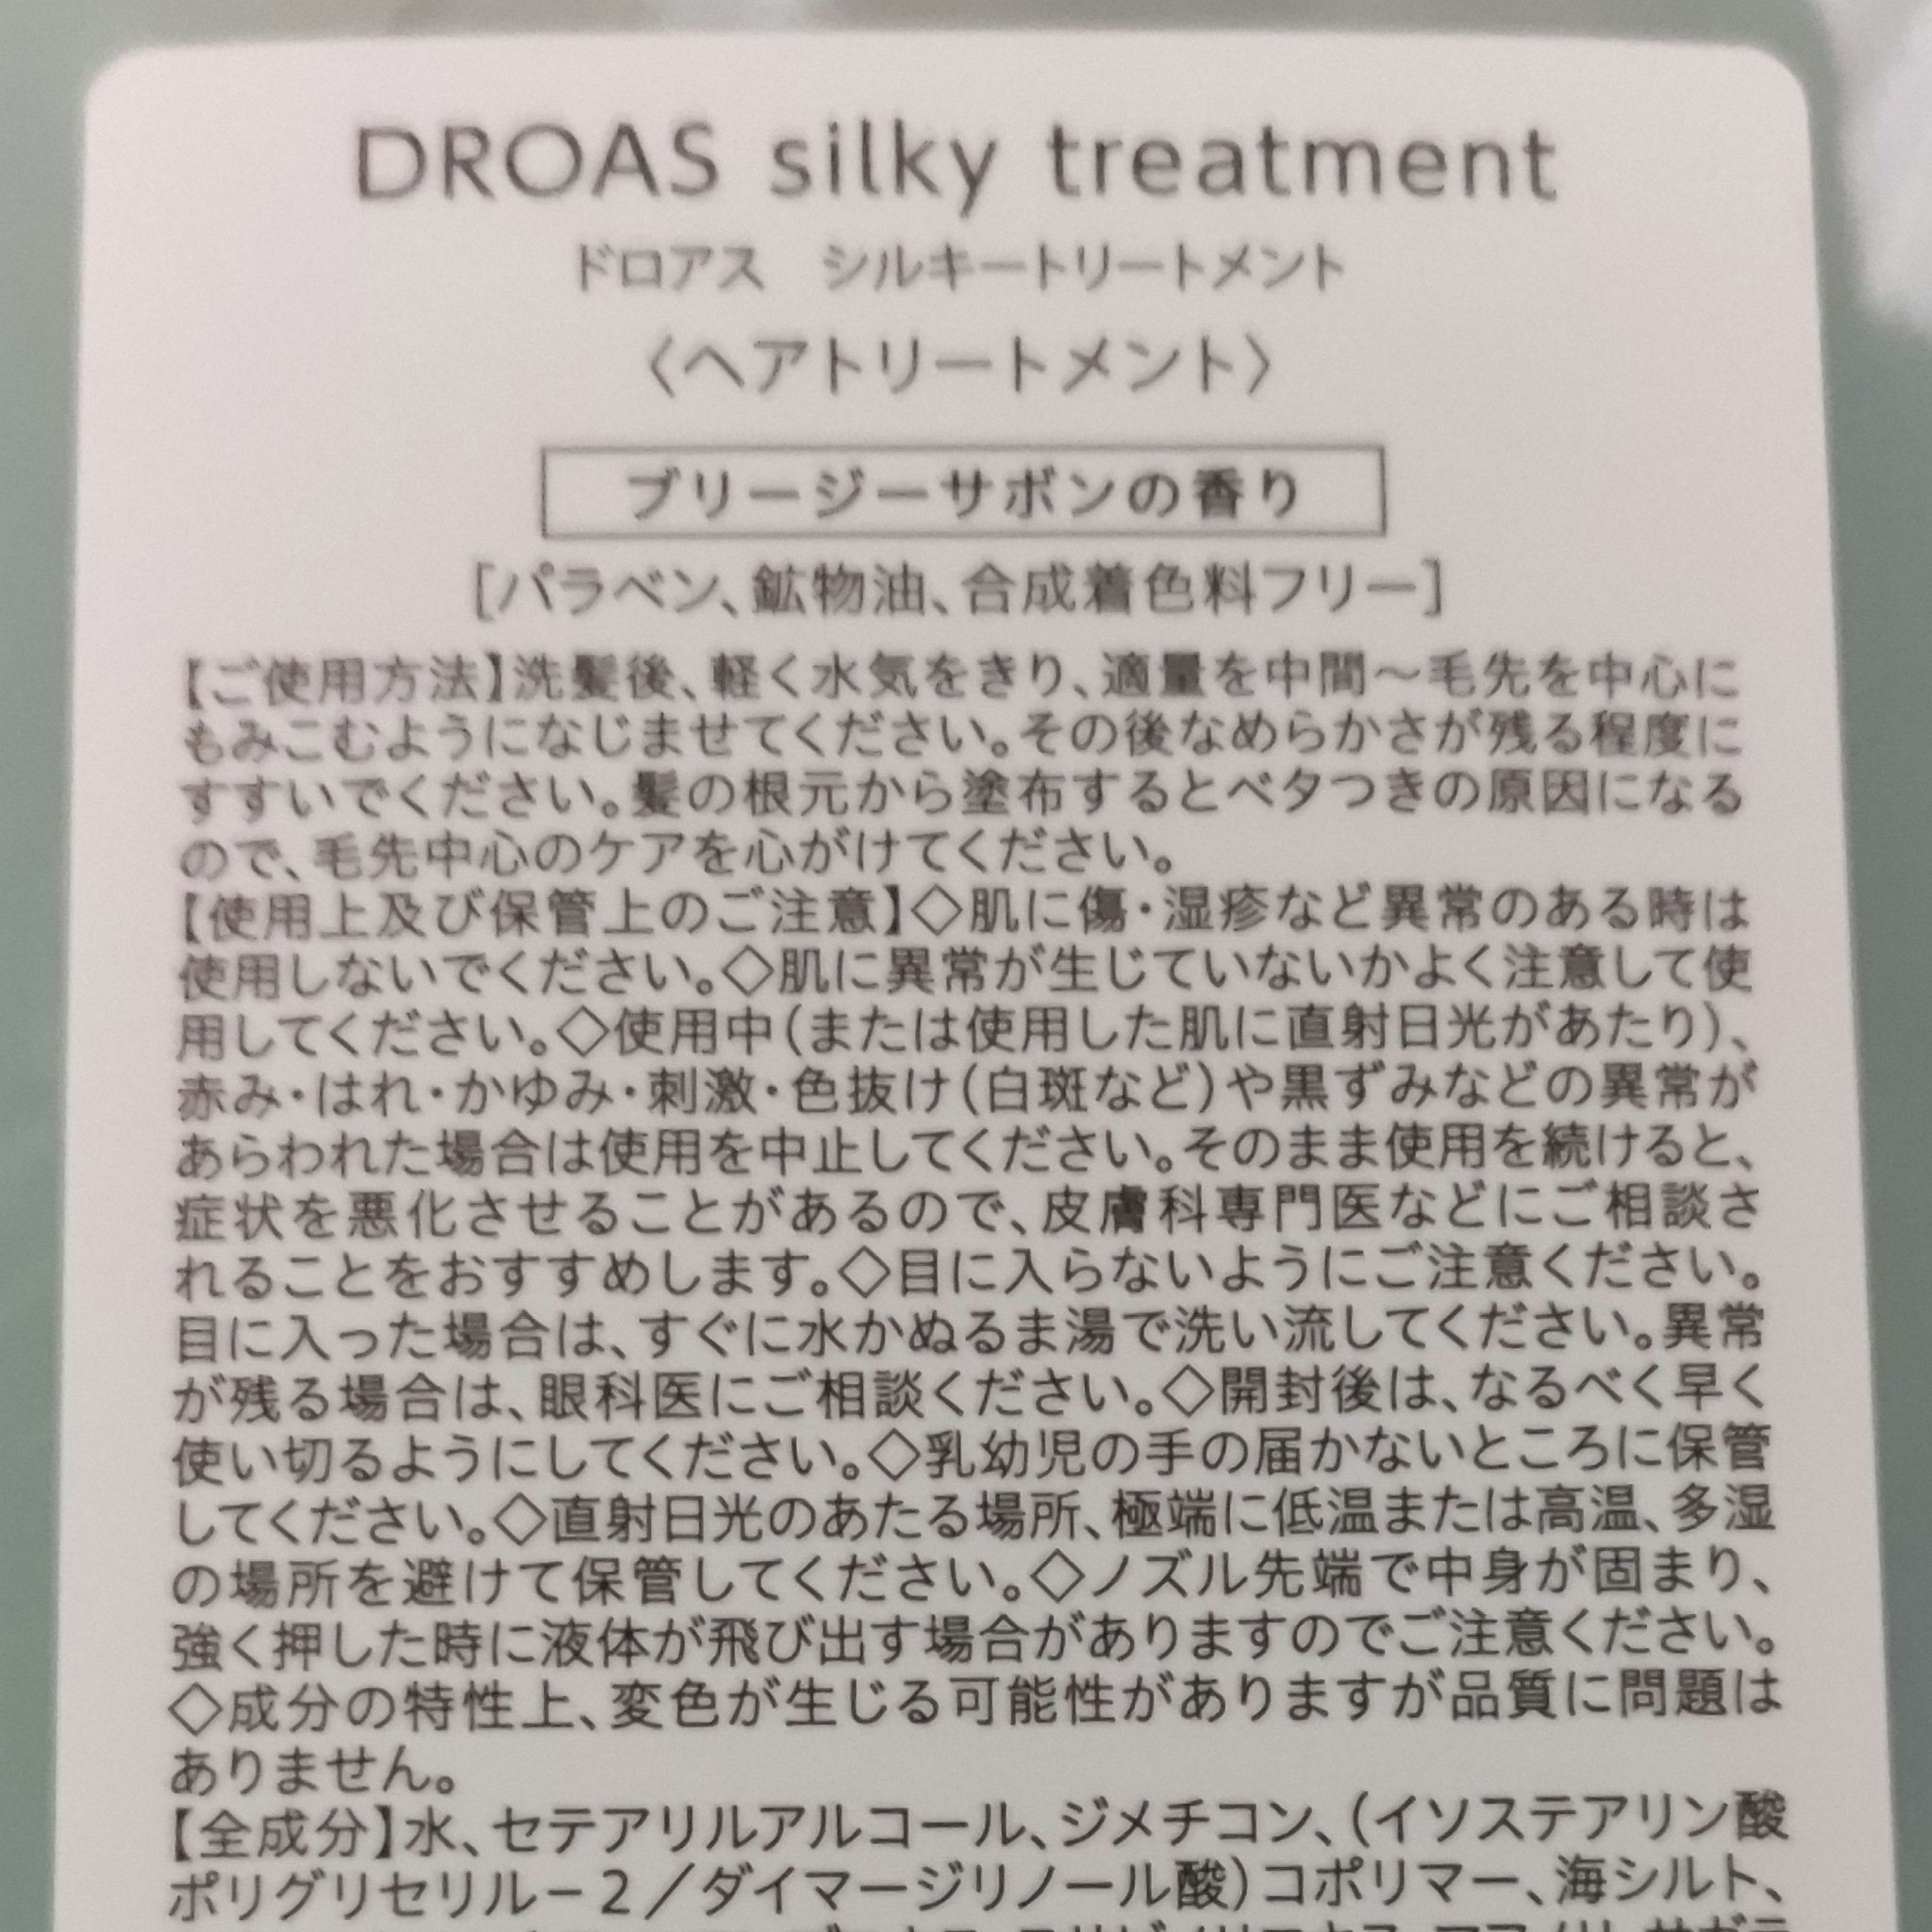 DROAS silky treatment
ドロアス シルキートリートメント
〈ヘアトリートメント〉
ブリージーサボンの香り
[パラベン、鉱物油、合成着色料フリー]
【ご使用方法】洗髪後、軽く水気をきり、適量を中間～毛先を中心に
もみこむようになじませてください。その後なめらかさが残る程度に
すすいでください。髪の根元から塗布するとベタつきの原因になる
ので、毛先中心のケアを心がけてください。
【使用上及び保管上のご注意】◇肌に傷・湿疹など異常のある時は
使用しないでください。◇肌に異常が生じていないかよく注意して使
用してください。◇使用中(または使用した肌に直射日光があたり)、
赤み・はれ・かゆみ・刺激・色抜け(白斑など)や黒ずみなどの異常が
あらわれた場合は使用を中止してください。そのまま使用を続けると、
症状を悪化させることがあるので、皮膚科専門医などにご相談さ
れることをおすすめします。◇目に入らないようにご注意ください。
目に入った場合は、すぐに水かぬるま湯で洗い流してください。異常
が残る場合は、眼科医にご相談ください。◇開封後は、なるべく早く
使い切るようにしてください。◇乳幼児の手の届かないところに保管
してください。◇直射日光のあたる場所、極端に低温または高温、多湿
の場所を避けて保管してください。◇ノズル先端で中身が固まり、
強く押した時に液体が飛び出す場合がありますのでご注意ください。
◇成分の特性上、変色が生じる可能性がありますが品質に問題は
ありません。
【全成分】水、セテアリルアルコール、ジメチコン、(イソステアリン酸
ポリグリセリル－2／ダイマージリノール酸)コポリマー、海シルト、